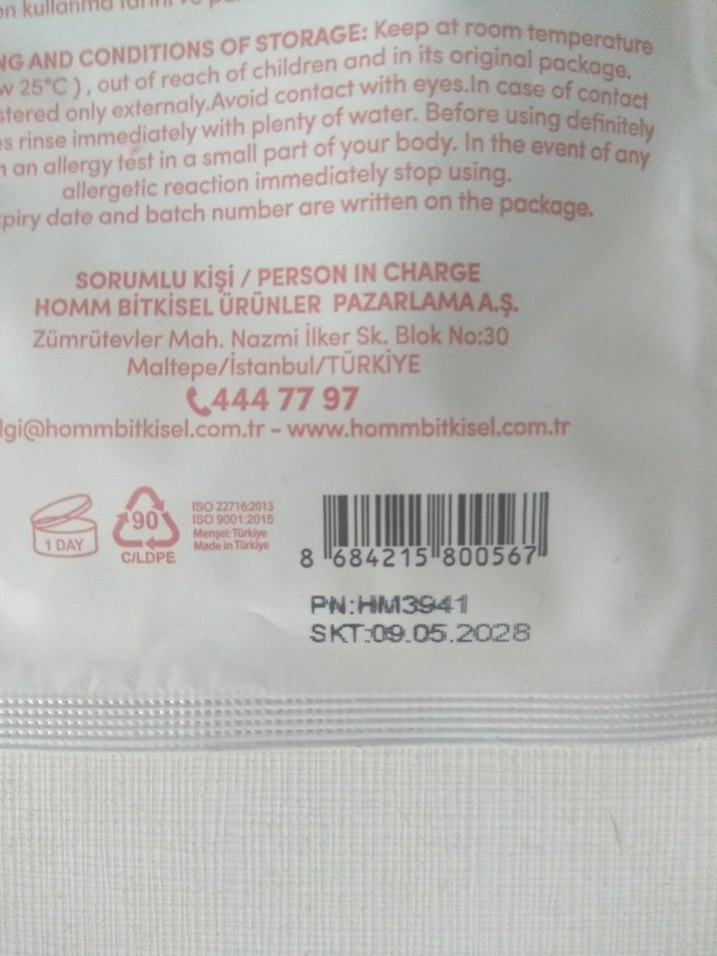 kullanma tarihi ve
NG AND CONDITIONS OF STORAGE: Keep at room temperature
w 25°C ), out of reach of children and in its original package.
stered only externaly.Avoid contact with eyes.In case of contact
es rinse immediately with plenty of water. Before using definitely
an allergy test in a small part of your body. In the event of any
allergetic reaction immediately stop using.
piry date and batch number are written on the package.
SORUMLU KİŞİ / PERSON IN CHARGE
HOMM BİTKİSEL ÜRÜNLER PAZARLAMA A.Ş.
Zümrütevler Mah. Nazmi İlker Sk. Blok No:30
Maltepe/İstanbul/TÜRKİYE
444 77 97
lgi@hommbitkisel.com.tr - www.hommbitkisel.com.tr
1 DAY
90
C/LDPE
ISO 22716:2013
ISO 9001:2015
Menşei: Türkiye
Made in Türkiye
8 684215 800567
PN:HM3941
SKT:09.05.2028